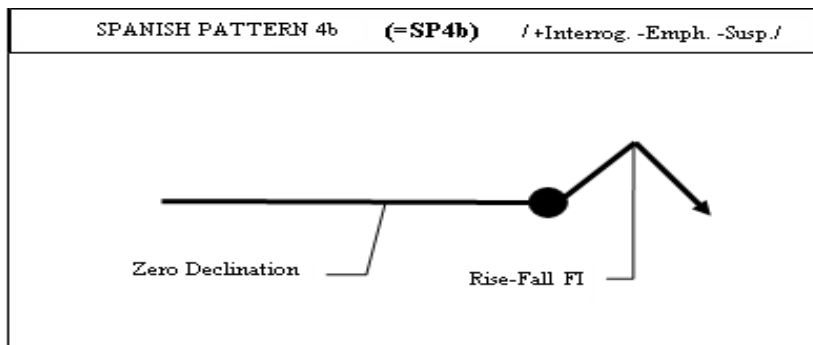 SPANISH PATTERN 4b (=SP4b) / +Interrog. -Emph. -Susp./
Zero Declination
Rise-Fall FI